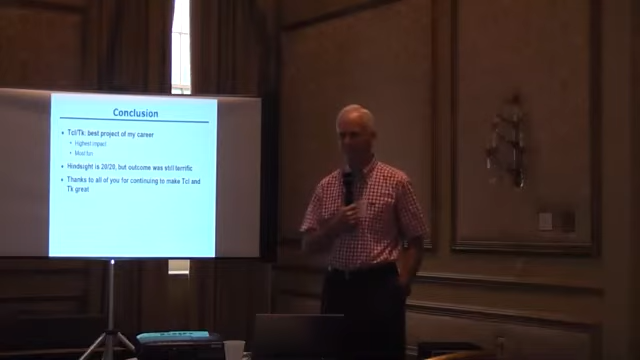 Conclusion
• Tcl/Tk: best project of my career
• Highest impact
• Most fun
• Hindsight is 20/20, but outcome was still terrific
• Thanks to all of you for continuing to make Tcl and
Tk great